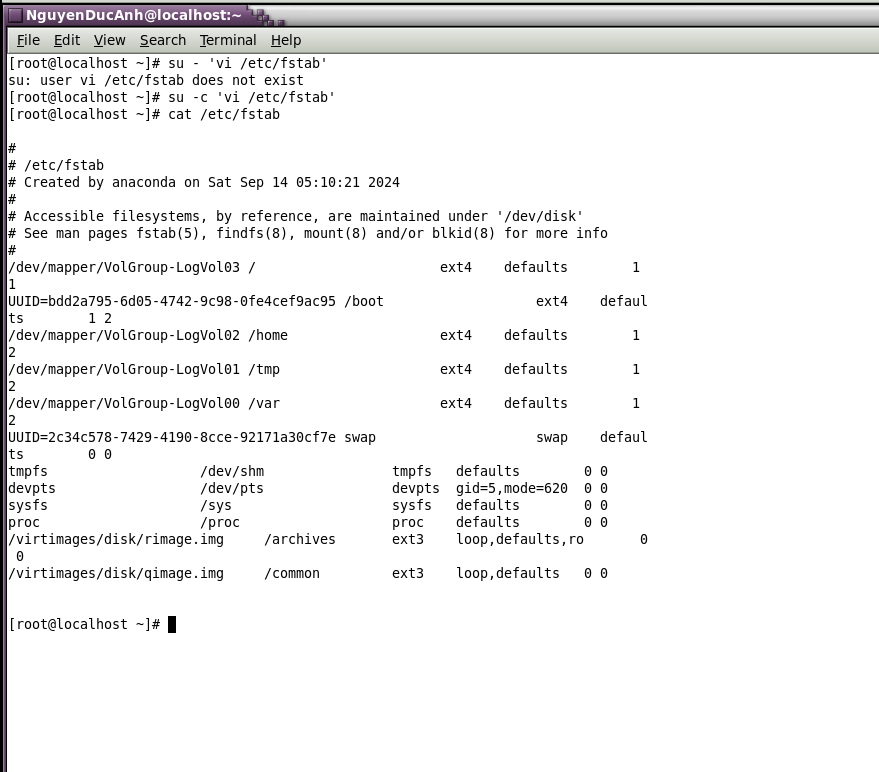 NguyenDucAnh@localhost:~
File Edit View Search Terminal Help
[root@localhost ~]# su - 'vi /etc/fstab'
su: user vi /etc/fstab does not exist
[root@localhost ~]# su -c 'vi /etc/fstab'
[root@localhost ~]# cat /etc/fstab

#
# /etc/fstab
# Created by anaconda on Sat Sep 14 05:10:21 2024
#
# Accessible filesystems, by reference, are maintained under '/dev/disk'
# See man pages fstab(5), findfs(8), mount(8) and/or blkid(8) for more info
#
/dev/mapper/VolGroup-LogVol03 /                       ext4    defaults        1
1
UUID=bdd2a795-6d05-4742-9c98-0fe4cef9ac95 /boot                   ext4    defaul
ts        1 2
/dev/mapper/VolGroup-LogVol02 /home                   ext4    defaults        1
2
/dev/mapper/VolGroup-LogVol01 /tmp                    ext4    defaults        1
2
/dev/mapper/VolGroup-LogVol00 /var                    ext4    defaults        1
2
UUID=2c34c578-7429-4190-8cce-92171a30cf7e swap                    swap    defaul
ts        0 0
tmpfs                   /dev/shm                tmpfs   defaults        0 0
devpts                  /dev/pts                devpts  gid=5,mode=620  0 0
sysfs                   /sys                    sysfs   defaults        0 0
proc                    /proc                   proc    defaults        0 0
/virtimages/disk/rimage.img     /archives       ext3    loop,defaults,ro       0
 0
/virtimages/disk/qimage.img     /common         ext3    loop,defaults   0 0


[root@localhost ~]#